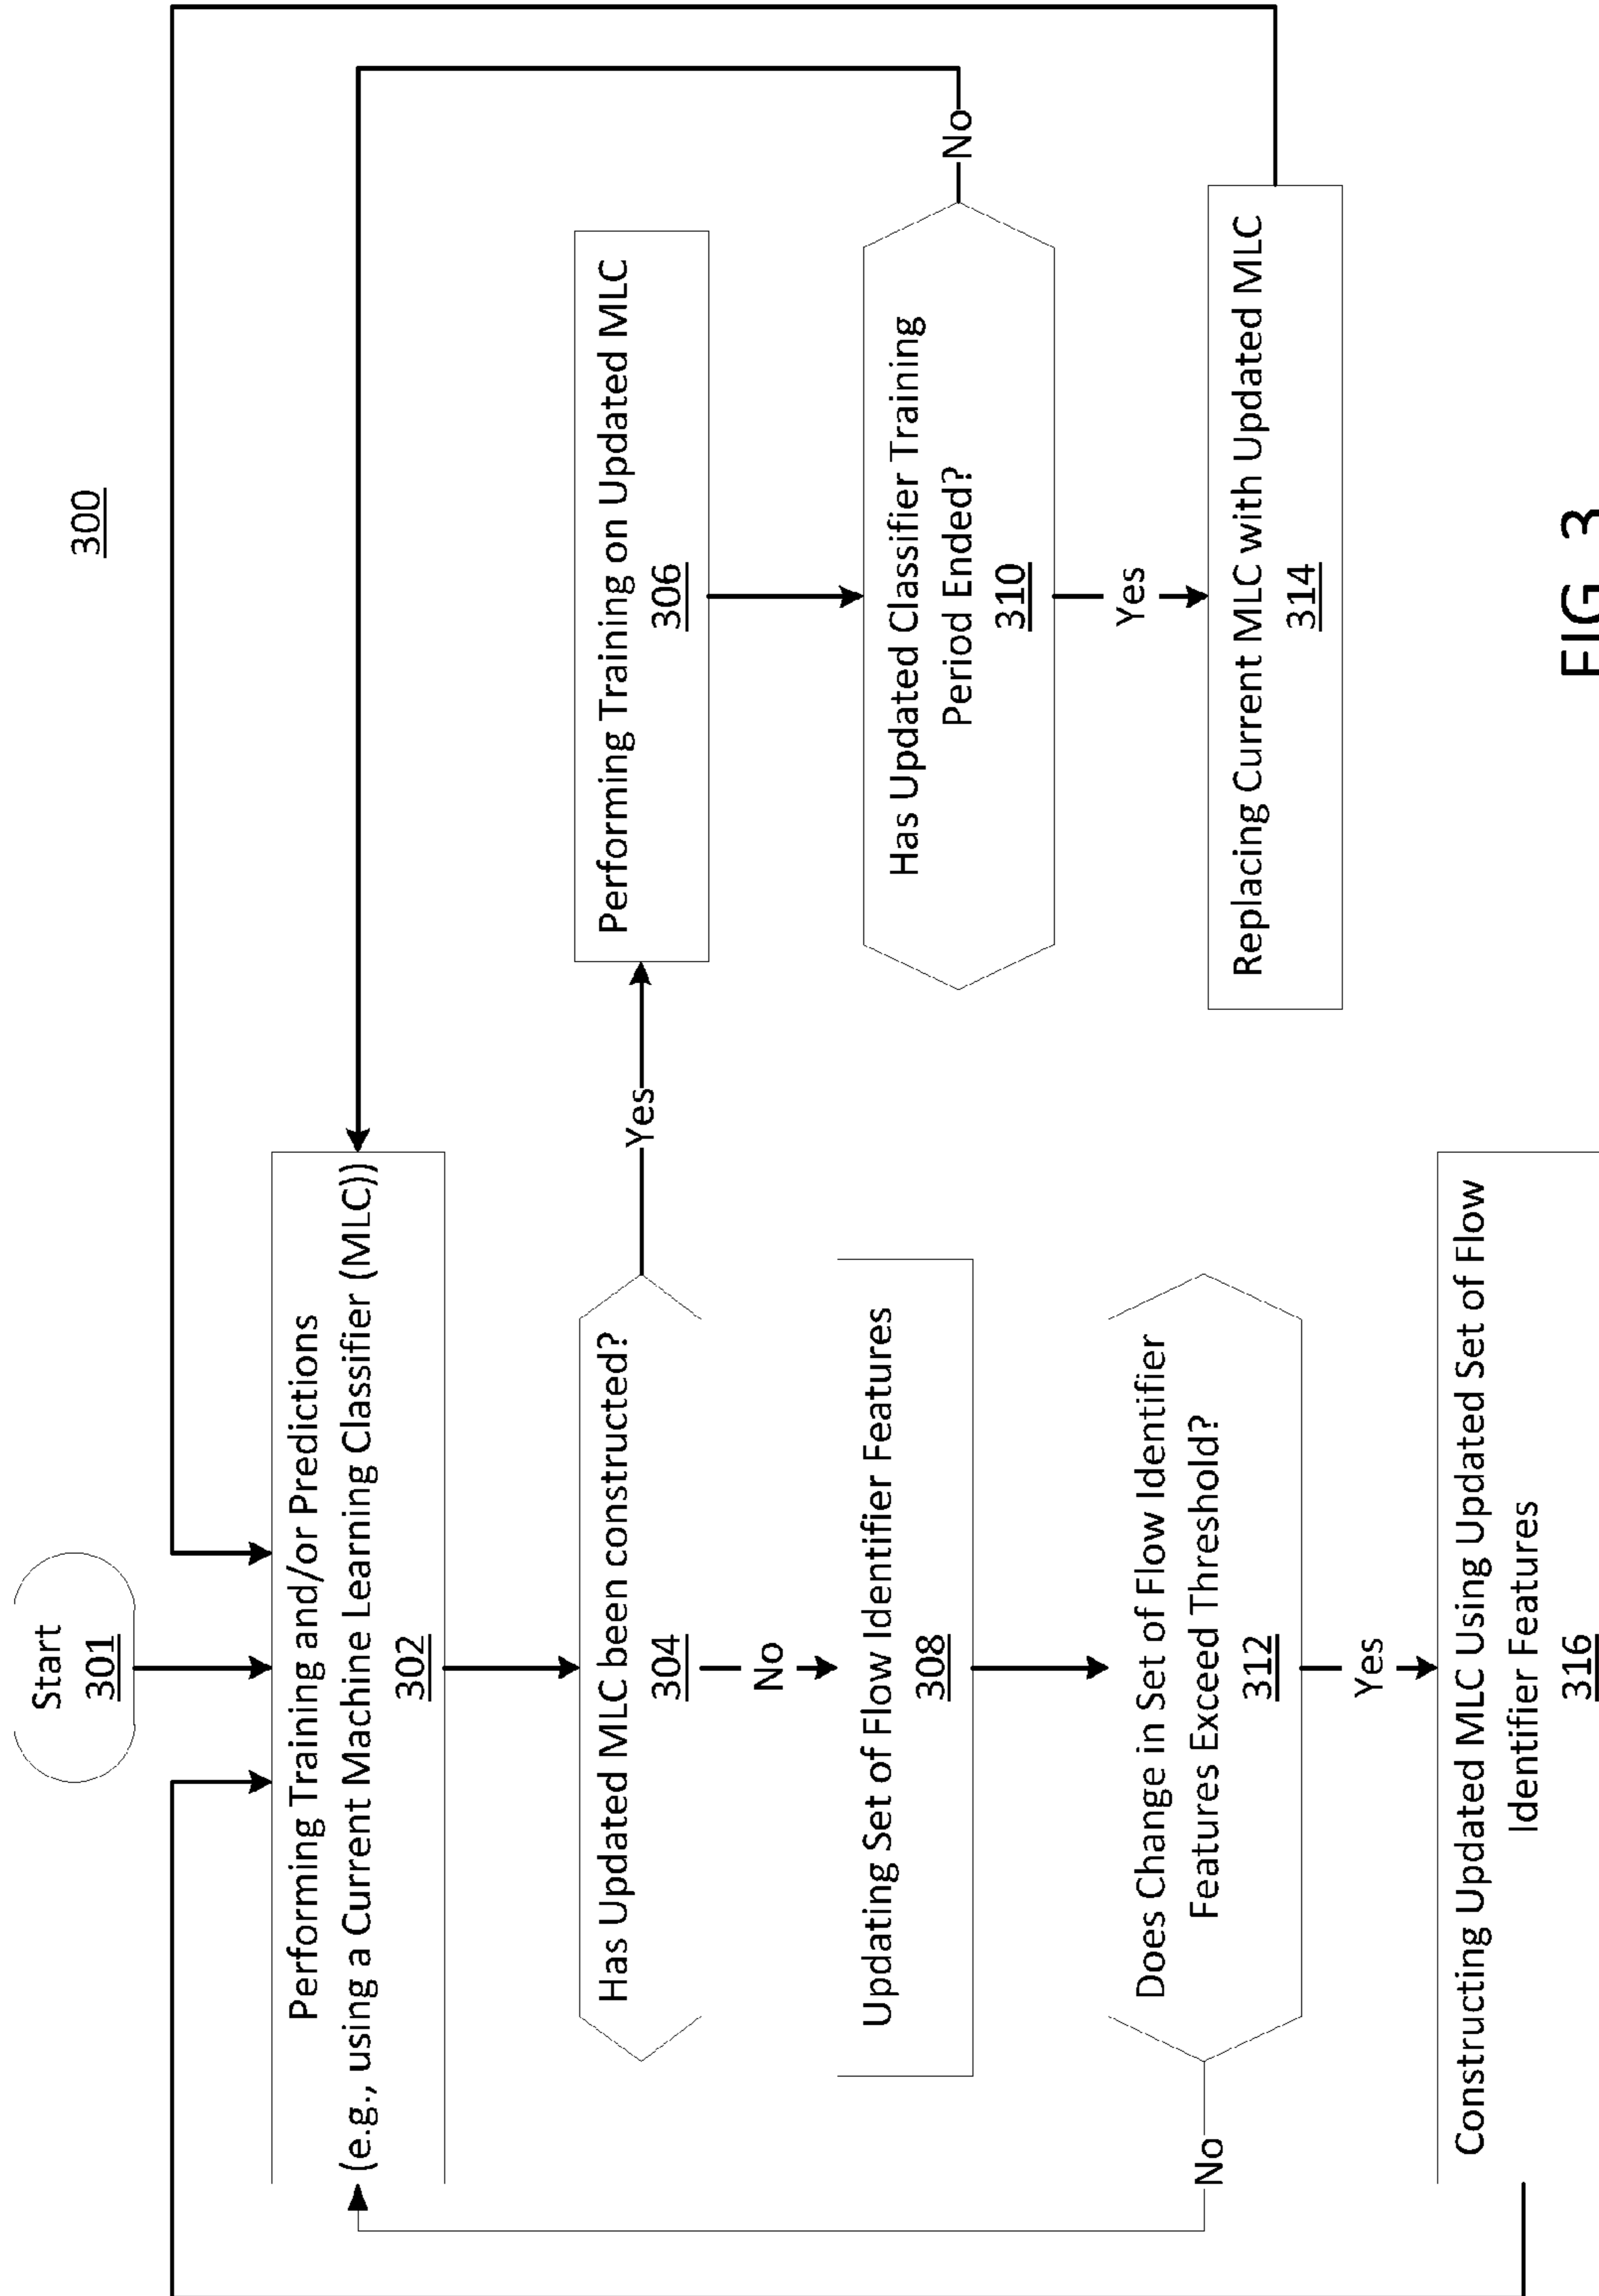 300
Start
301
Performing Training and/or Predictions
(e.g., using a Current Machine Learning Classifier (MLC))
302
Has Updated MLC been constructed?
304
Yes
No
Performing Training on Updated MLC
306
Updating Set of Flow Identifier Features
308
Has Updated Classifier Training
Period Ended?
310
No
Yes
Does Change in Set of Flow Identifier
Features Exceed Threshold?
312
No
Yes
Replacing Current MLC with Updated MLC
314
Constructing Updated MLC Using Updated Set of Flow
Identifier Features
316
FIG. 3